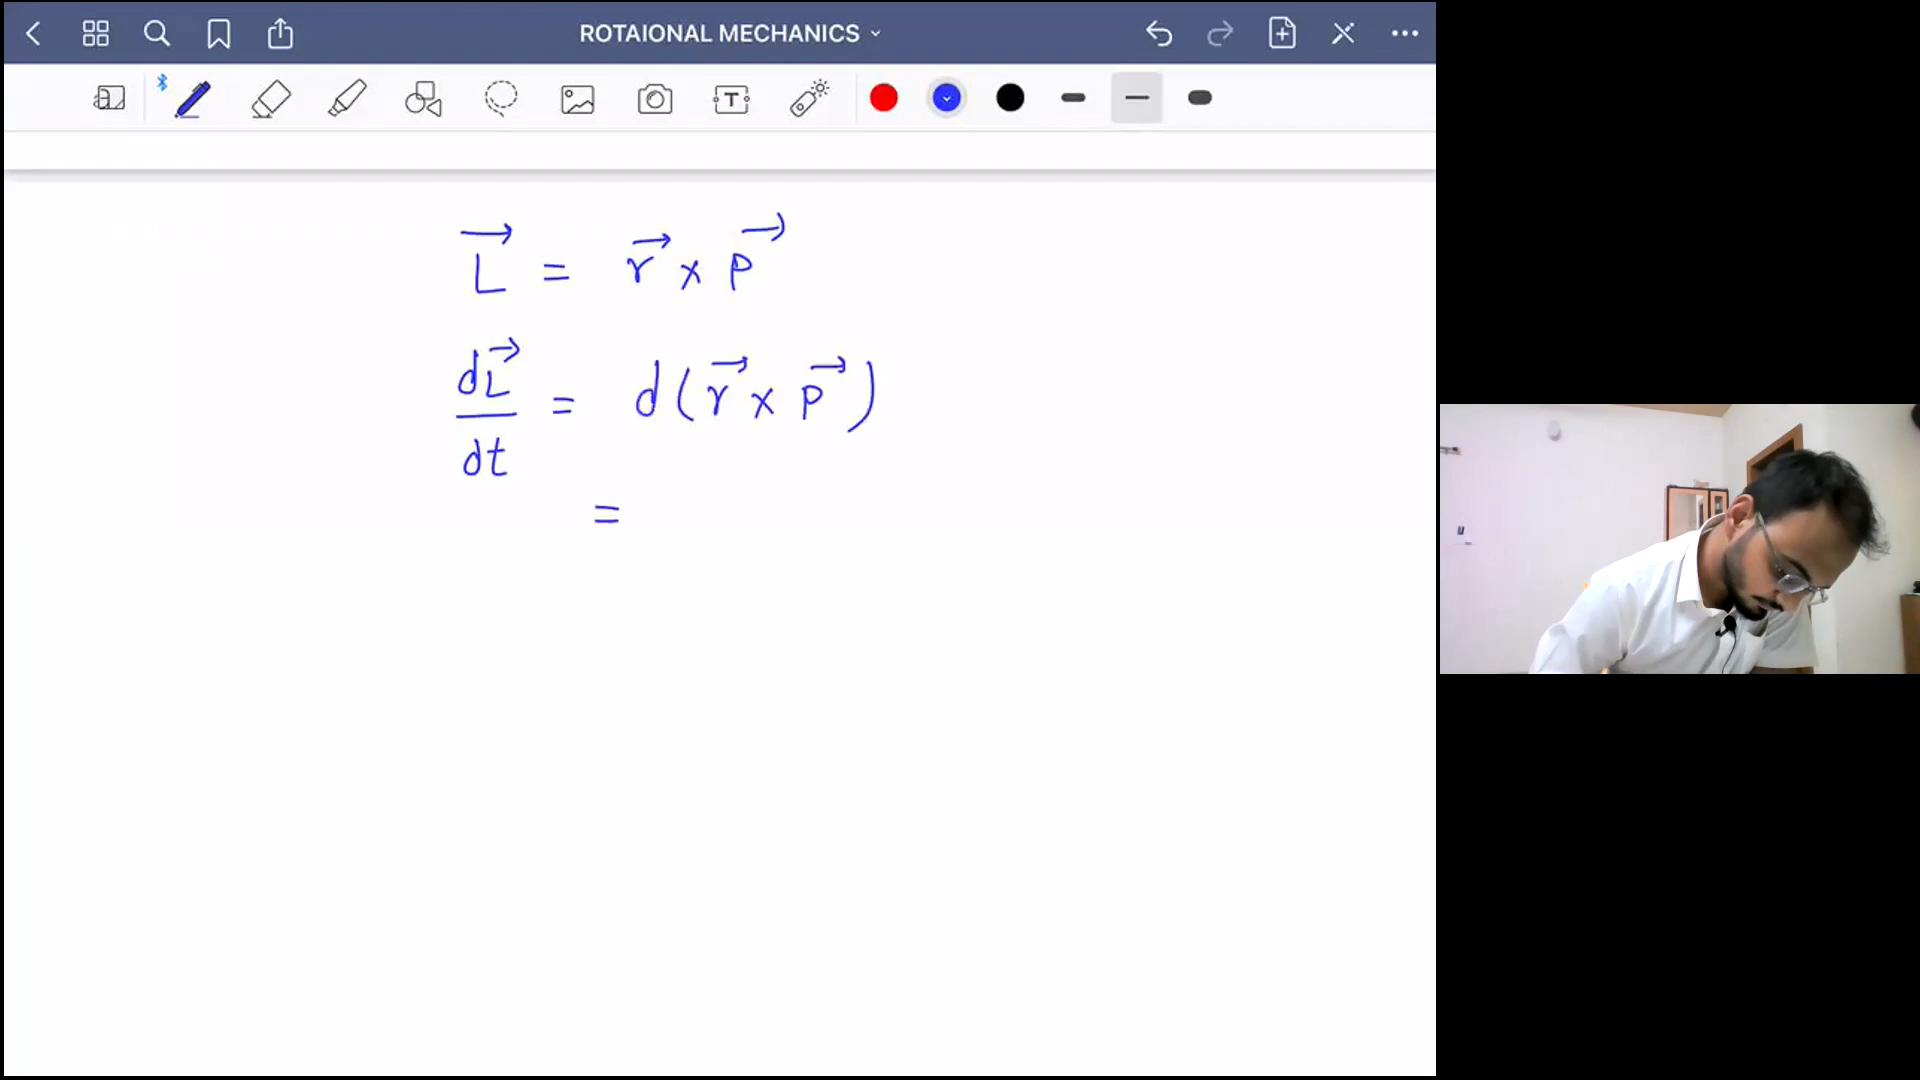 ROTAIONAL MECHANICS
T
L⃗ = r⃗ × p⃗
dL⃗/dt = d(r⃗ × p⃗)
=